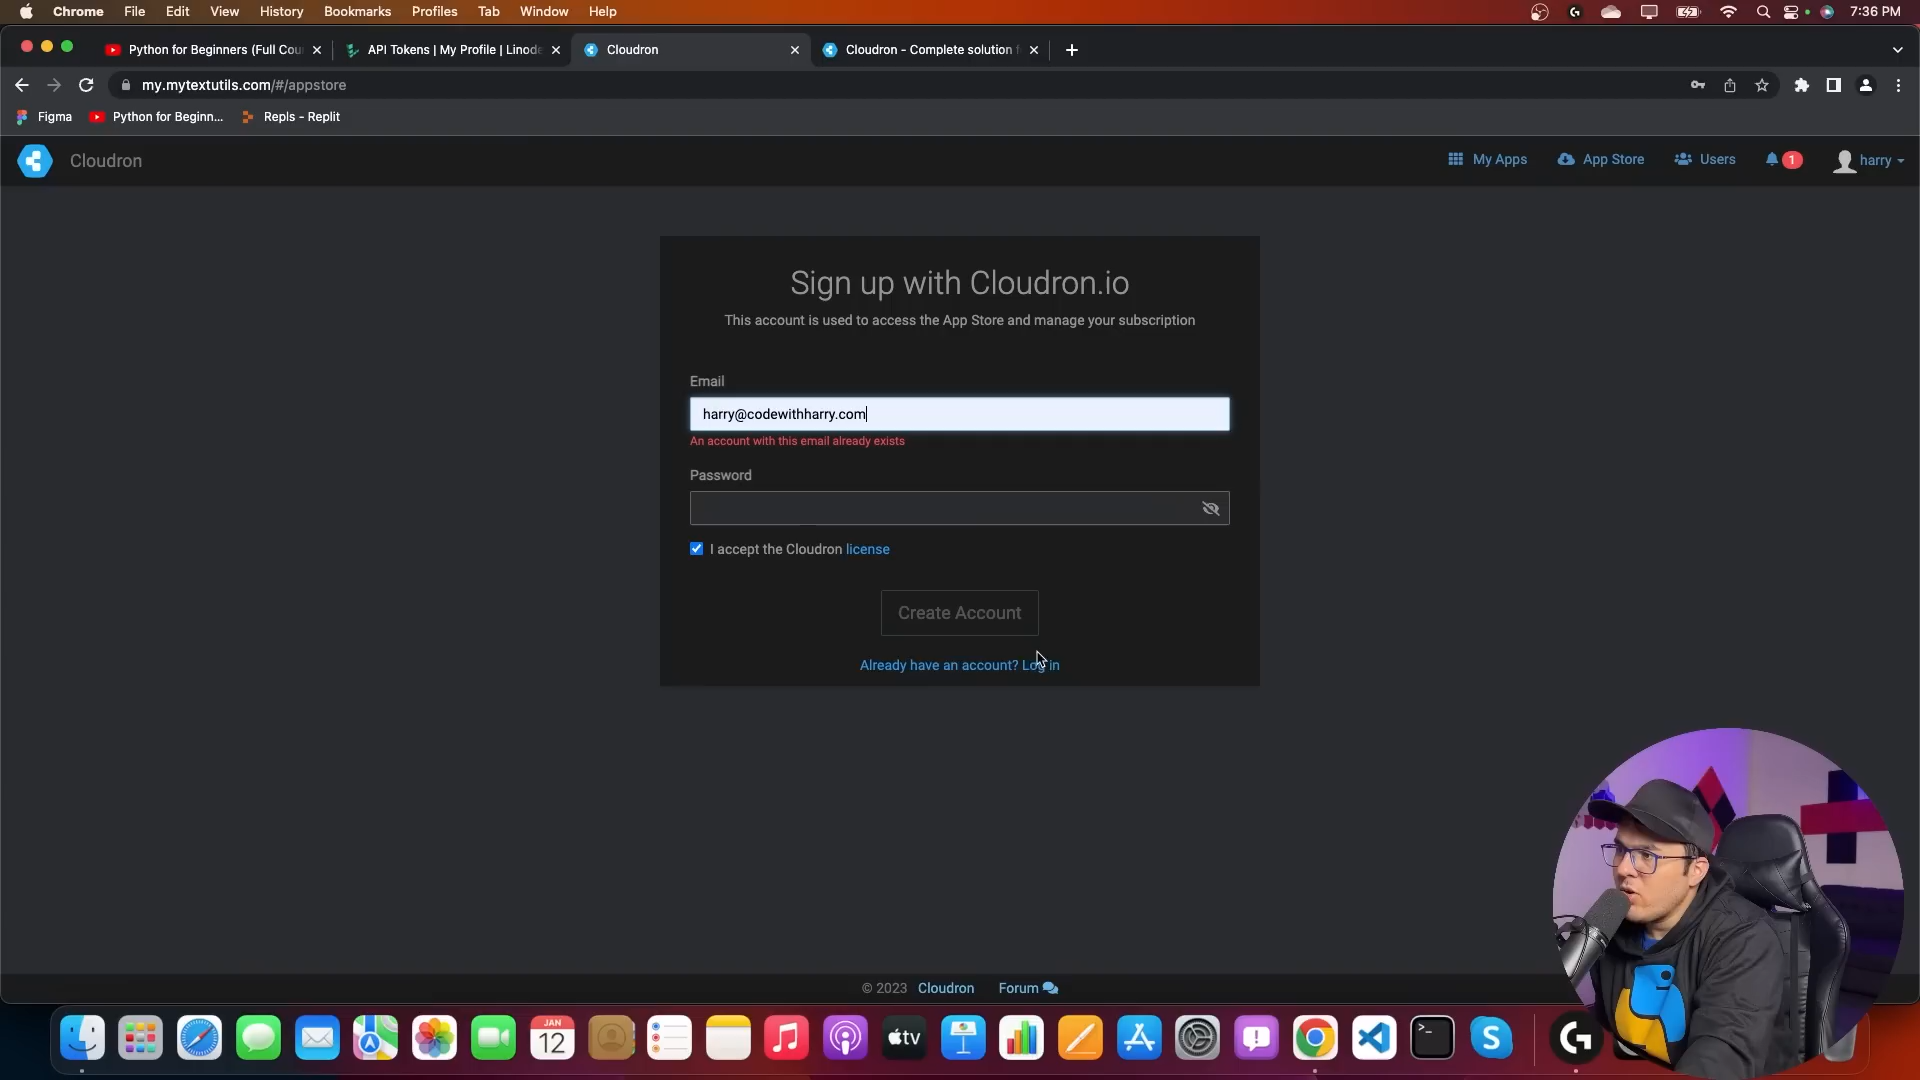 Chrome File Edit View History Bookmarks Profiles Tab Window Help 7:36 PM
Python for Beginners (Full Cou API Tokens | My Profile | Linode Cloudron Cloudron - Complete solution f
my.mytextutils.com/#/appstore
Figma Python for Beginn... Repls - Replit
Cloudron My Apps App Store Users 1 harry
Sign up with Cloudron.io
This account is used to access the App Store and manage your subscription
Email
harry@codewithharry.com
An account with this email already exists
Password
I accept the Cloudron license
Create Account
Already have an account? Log in
© 2023 Cloudron Forum
JAN
12
tv